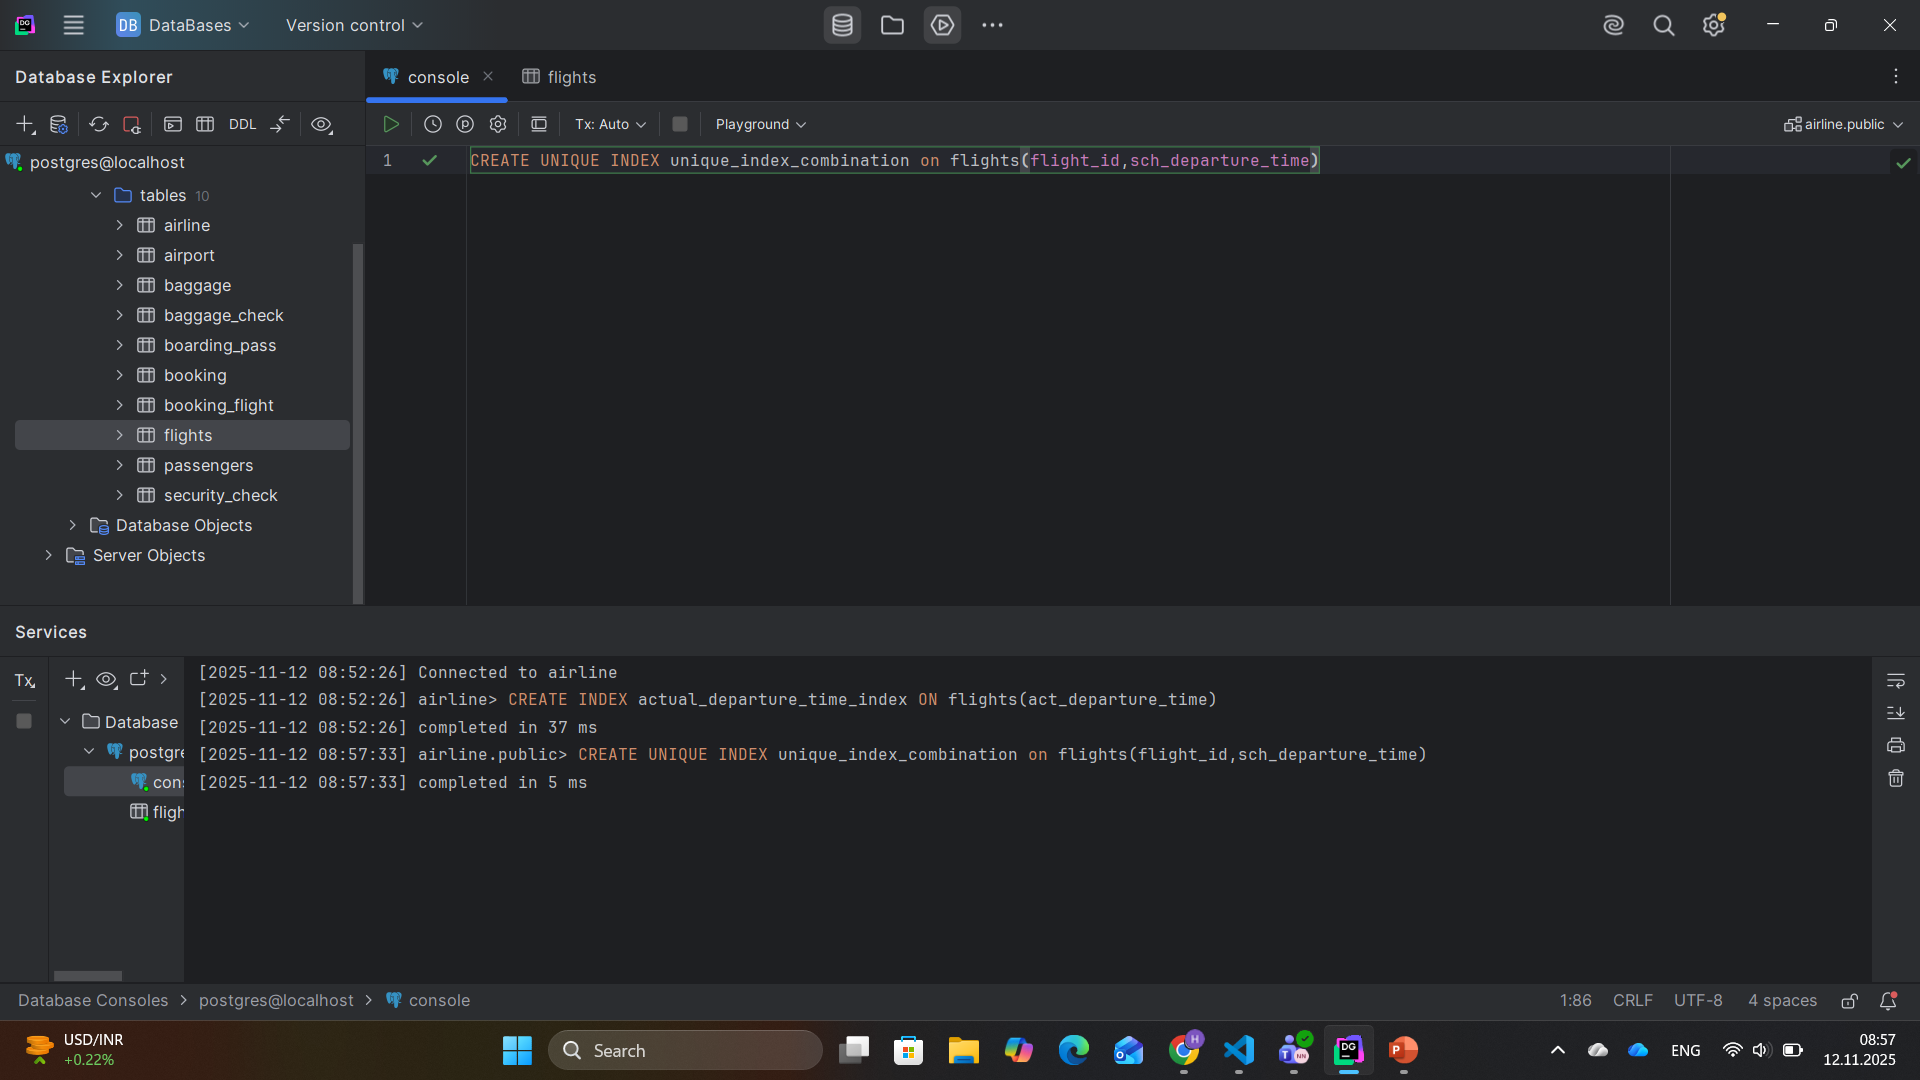 DB DataBases Version control
Database Explorer
console flights
DDL Tx: Auto Playground airline.public
postgres@localhost
1 CREATE UNIQUE INDEX unique_index_combination on flights(flight_id,sch_departure_time)
tables 10
airline
airport
baggage
baggage_check
boarding_pass
booking
booking_flight
flights
passengers
security_check
Database Objects
Server Objects
Services
Tx
Database
postgre
cons
fligh
[2025-11-12 08:52:26] Connected to airline
[2025-11-12 08:52:26] airline> CREATE INDEX actual_departure_time_index ON flights(act_departure_time)
[2025-11-12 08:52:26] completed in 37 ms
[2025-11-12 08:57:33] airline.public> CREATE UNIQUE INDEX unique_index_combination on flights(flight_id,sch_departure_time)
[2025-11-12 08:57:33] completed in 5 ms
Database Consoles > postgres@localhost > console
1:86 CRLF UTF-8 4 spaces
USD/INR
+0.22%
Search
ENG
08:57
12.11.2025